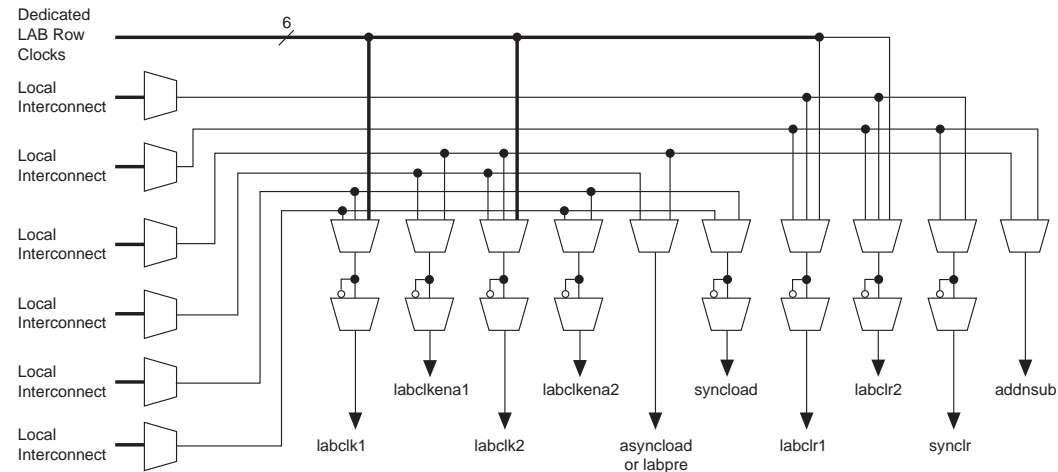 Dedicated
LAB Row
Clocks
6
Local
Interconnect
Local
Interconnect
Local
Interconnect
Local
Interconnect
Local
Interconnect
Local
Interconnect
labclkena1
labclkena2
syncload
labclr2
addnsub
labclk1
labclk2
asyncload
or labpre
labclr1
synclr